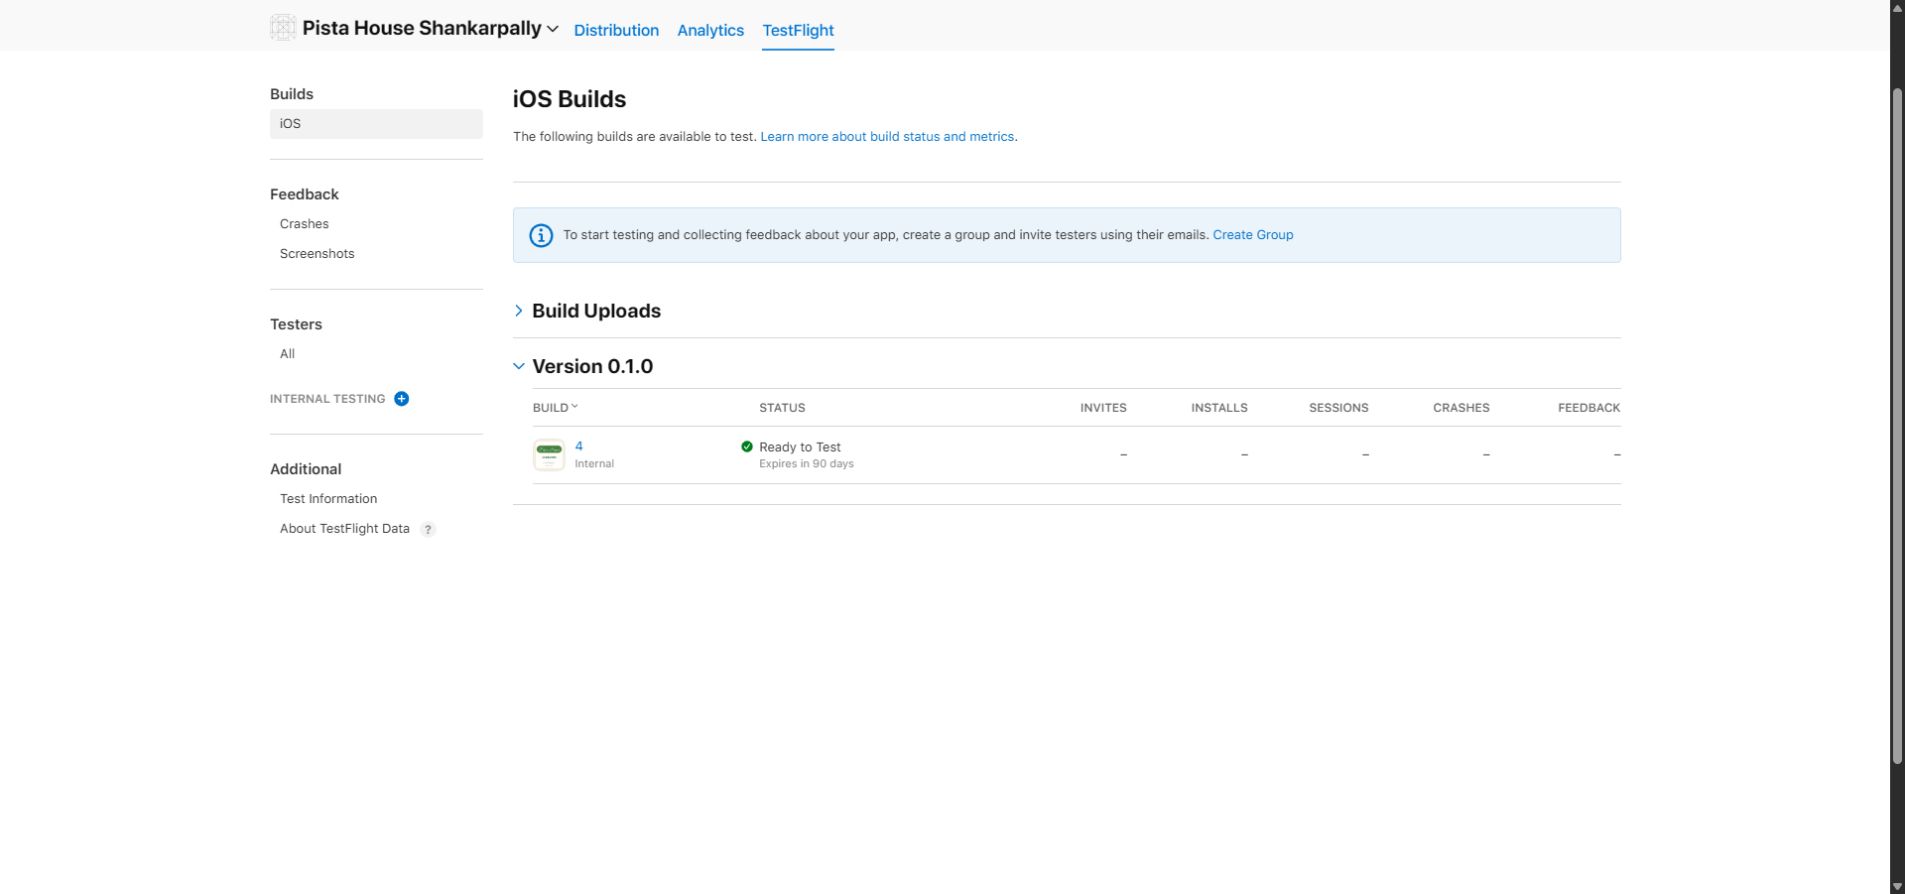 Pista House Shankarpally
Distribution
Analytics
TestFlight
Builds
iOS
Feedback
Crashes
Screenshots
Testers
All
INTERNAL TESTING
Additional
Test Information
About TestFlight Data ?
iOS Builds
The following builds are available to test. Learn more about build status and metrics.
To start testing and collecting feedback about your app, create a group and invite testers using their emails. Create Group
Build Uploads
Version 0.1.0
BUILD STATUS INVITES INSTALLS SESSIONS CRASHES FEEDBACK
4 Ready to Test – – – – –
Internal Expires in 90 days